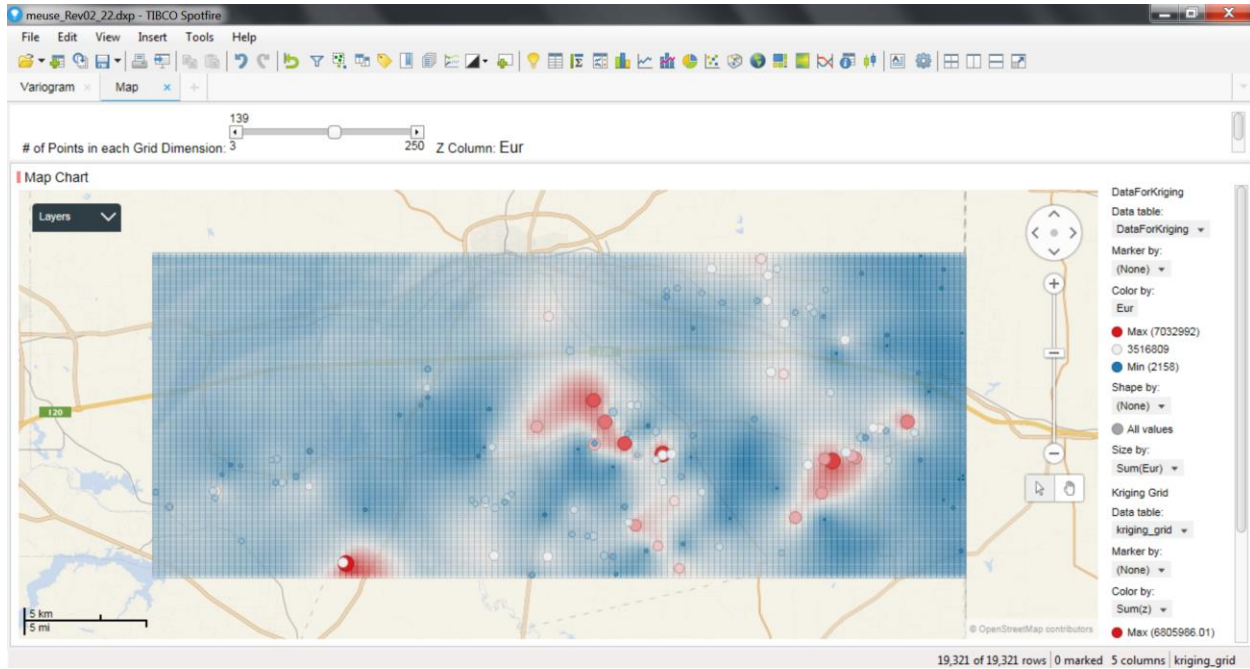 meuse_Rev02_22.dxp - TIBCO Spotfire
File Edit View Insert Tools Help
Variogram Map
139
# of Points in each Grid Dimension: 3 250 Z Column: Eur
Map Chart
Layers
120
5 km
5 mi
© OpenStreetMap contributors
DataForKriging
Data table:
DataForKriging
Marker by:
(None)
Color by:
Eur
Max (7032992)
3516809
Min (2158)
Shape by:
(None)
All values
Size by:
Sum(Eur)
Kriging Grid
Data table:
kriging_grid
Marker by:
(None)
Color by:
Sum(z)
Max (6805986.01)
19,321 of 19,321 rows 0 marked 5 columns kriging_grid